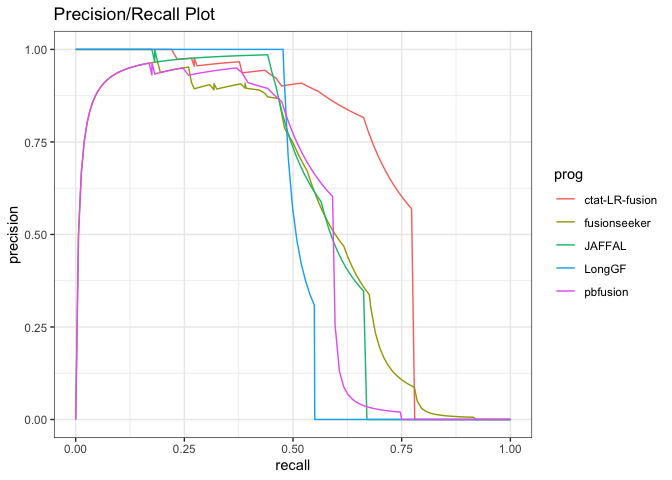 Precision/Recall Plot
1.00
0.75
0.50
0.25
0.00
precision
0.00
0.25
0.50
0.75
1.00
recall
prog
ctat-LR-fusion
fusionseeker
JAFFAL
LongGF
pbfusion